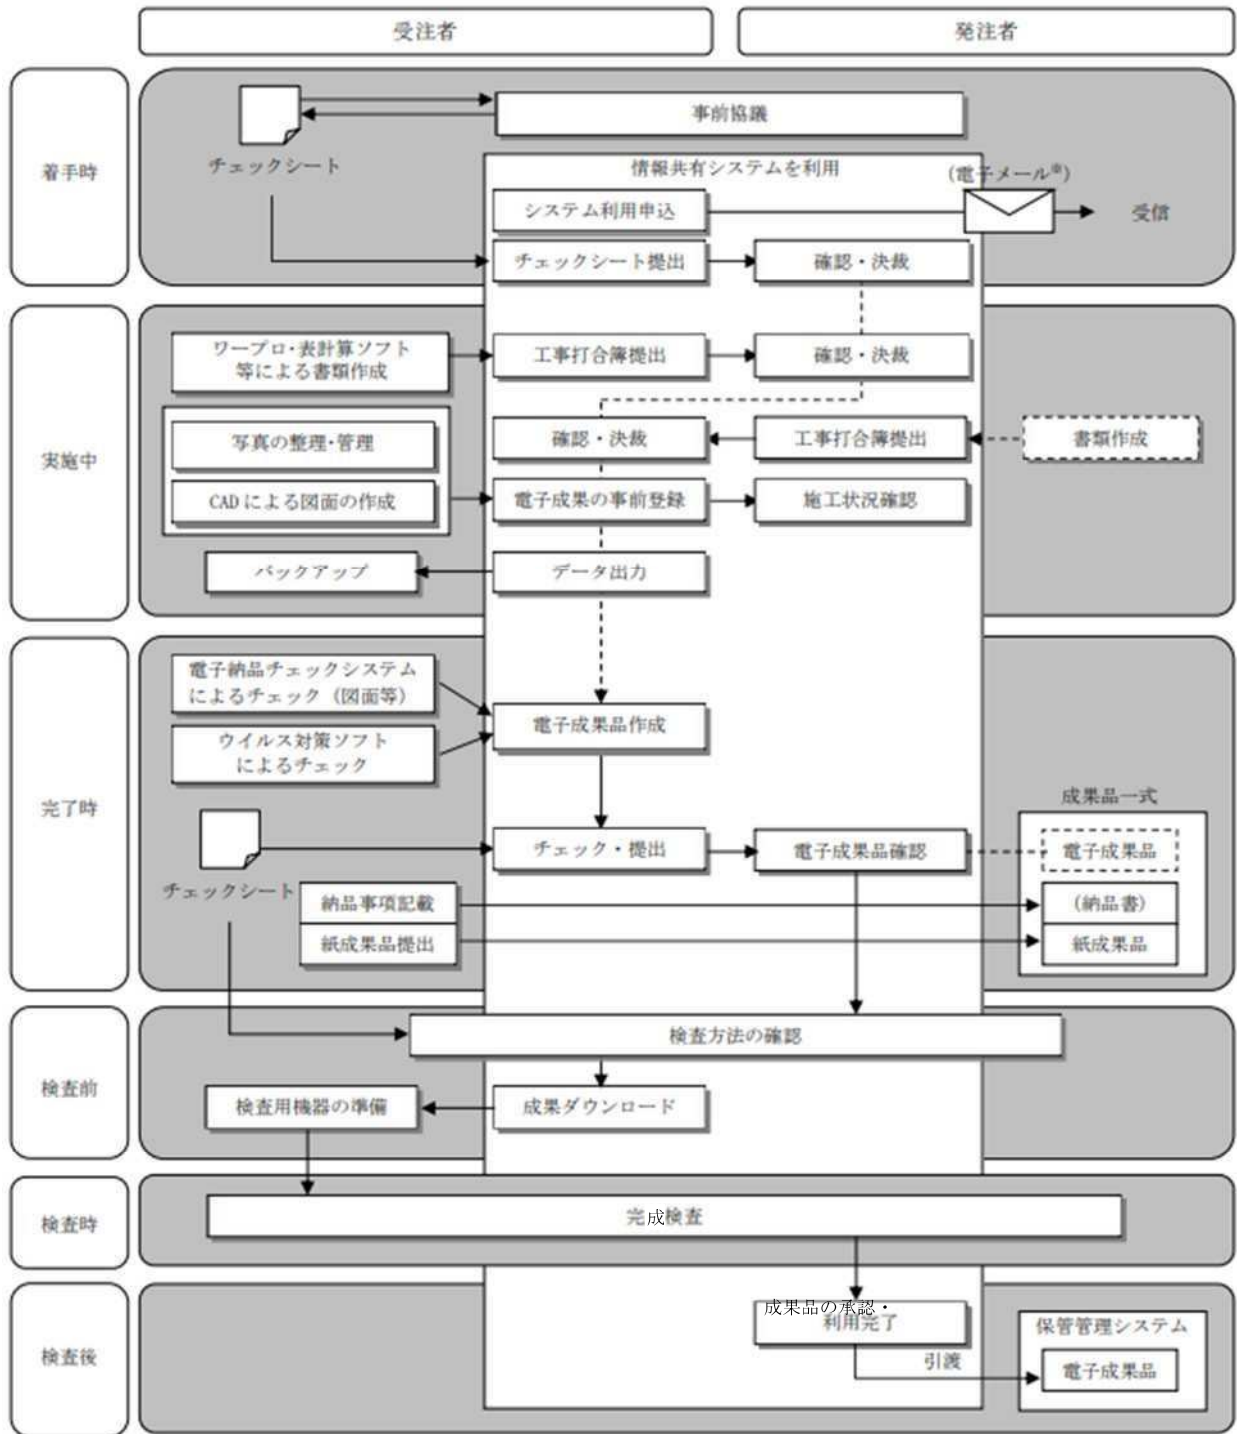 受注者
発注者
着手時
事前協議
チェックシート
情報共有システムを利用
(電子メール※)
システム利用申込
受信
チェックシート提出
確認・決裁
実施中
ワープロ・表計算ソフト
等による書類作成
工事打合簿提出
確認・決裁
写真の整理・管理
確認・決裁
工事打合簿提出
書類作成
CADによる図面の作成
電子成果の事前登録
施工状況確認
バックアップ
データ出力
完了時
電子納品チェックシステム
によるチェック（図面等）
電子成果品作成
ウイルス対策ソフト
によるチェック
成果品一式
チェック・提出
電子成果品確認
電子成果品
チェックシート
納品事項記載
(納品書)
紙成果品提出
紙成果品
検査前
検査方法の確認
検査用機器の準備
成果ダウンロード
検査時
完成検査
検査後
成果品の承認・
利用完了
引渡
保管管理システム
電子成果品